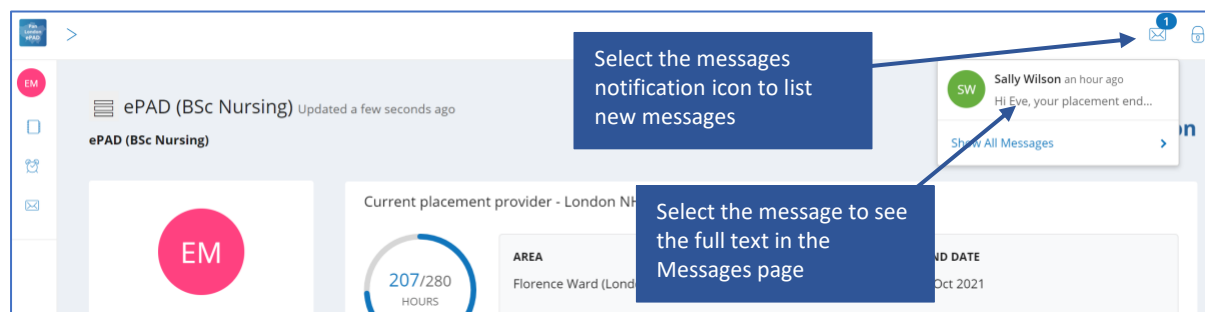 Pan
London
ePAD
>
1
EM
ePAD (BSc Nursing) Updated a few seconds ago
ePAD (BSc Nursing)
Select the messages
notification icon to list
new messages
SW
Sally Wilson an hour ago
Hi Eve, your placement end...
Show All Messages >
on
EM
Current placement provider - London NH
207/280
HOURS
AREA
Florence Ward (Lond
Select the message to see
the full text in the
Messages page
ND DATE
Oct 2021